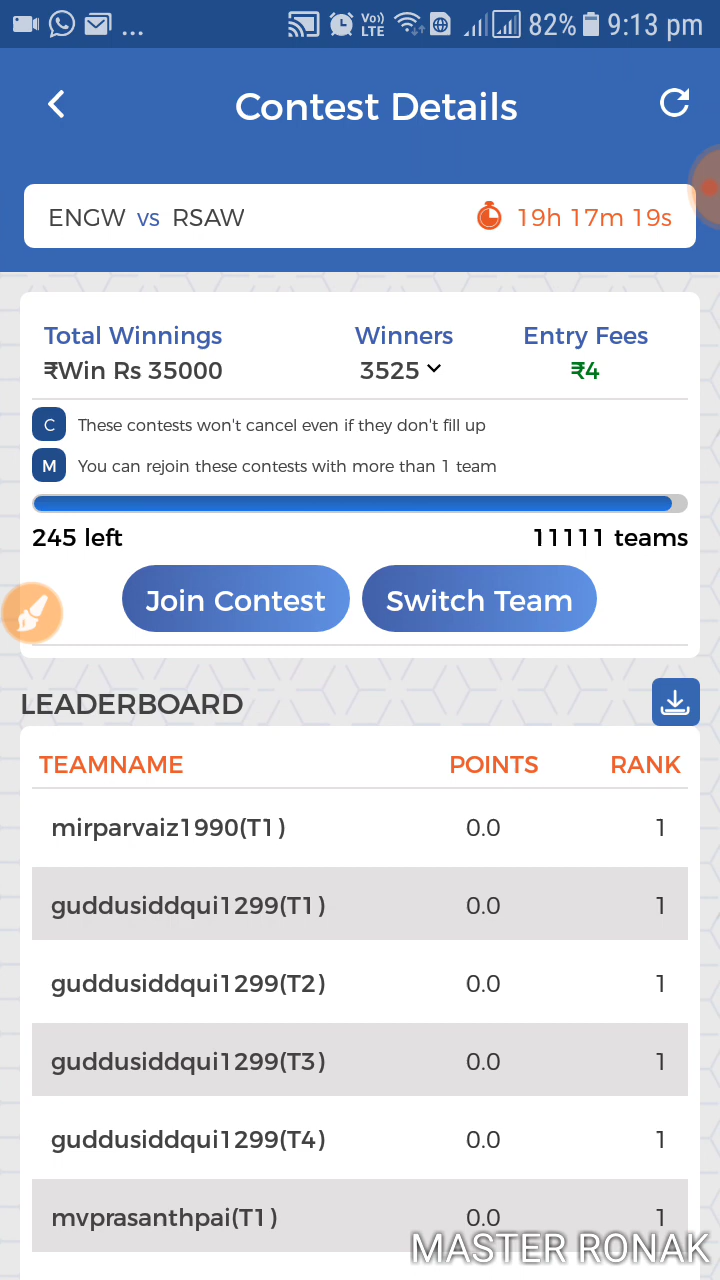 ... Vo)) LTE 82% 9:13 pm
Contest Details
ENGW vs RSAW 19h 17m 19s
Total Winnings Winners Entry Fees
₹Win Rs 35000 3525 ₹4
C These contests won't cancel even if they don't fill up
M You can rejoin these contests with more than 1 team
245 left 11111 teams
Join Contest Switch Team
LEADERBOARD
TEAMNAME POINTS RANK
mirparvaiz1990(T1) 0.0 1
guddusiddqui1299(T1) 0.0 1
guddusiddqui1299(T2) 0.0 1
guddusiddqui1299(T3) 0.0 1
guddusiddqui1299(T4) 0.0 1
mvprasanthpai(T1) 0.0 1
MASTER RONAK